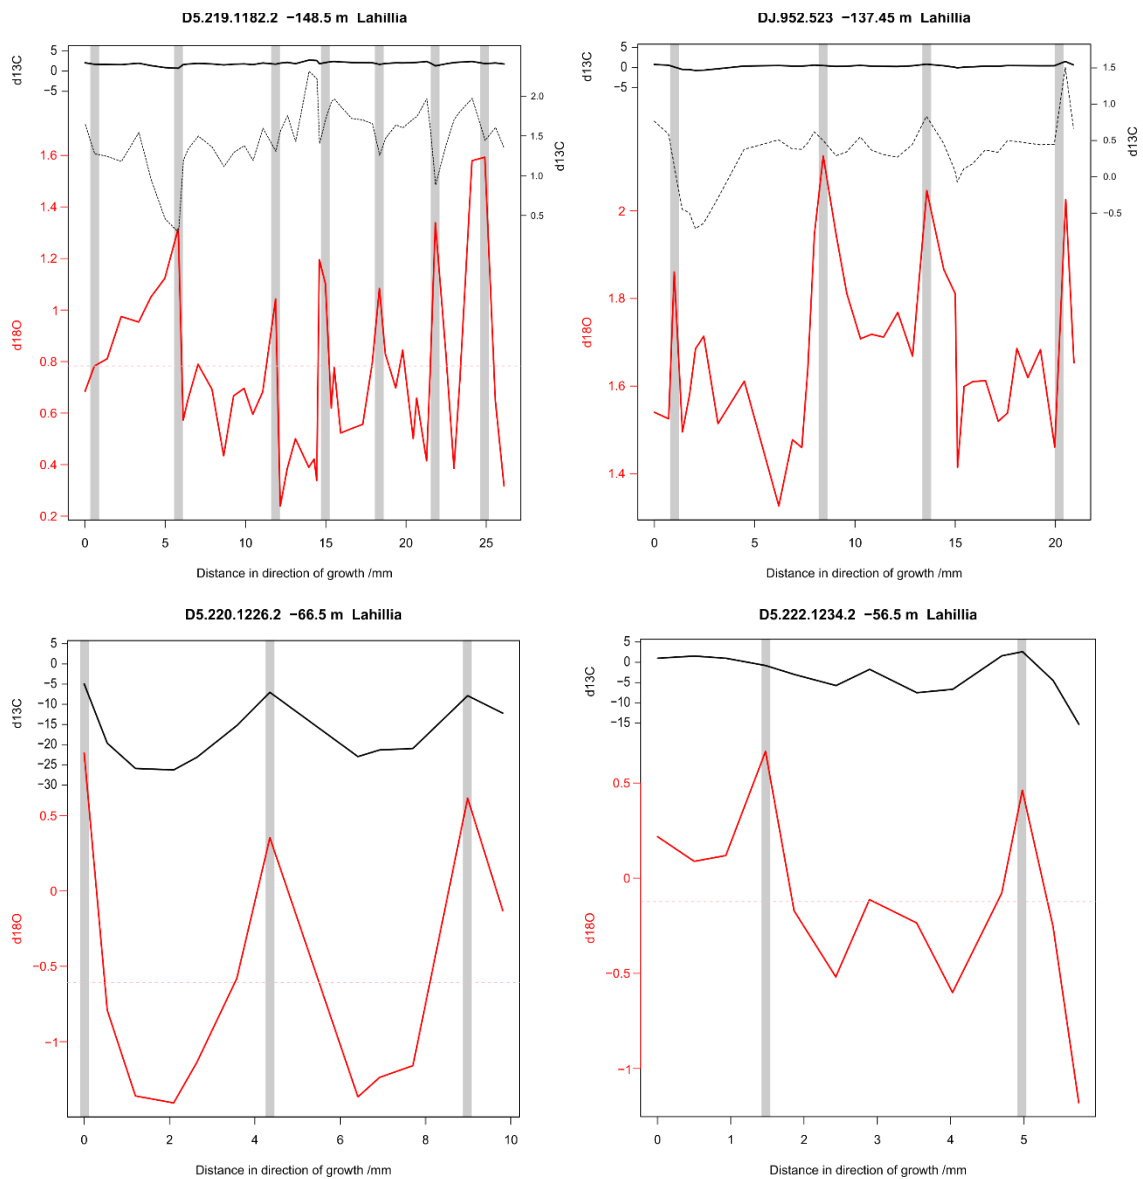 D5.219.1182.2 −148.5 m Lahillia
5
0
−5
d13C
2.0
1.5
1.0
0.5
d13C
1.6
1.4
1.2
1
0.8
0.6
0.4
0.2
d18O
0 5 10 15 20 25
Distance in direction of growth /mm
DJ.952.523 −137.45 m Lahillia
5
0
−5
d13C
1.5
1.0
0.5
0.0
−0.5
d13C
2
1.8
1.6
1.4
d18O
0 5 10 15 20
Distance in direction of growth /mm
D5.220.1226.2 −66.5 m Lahillia
5
0
−5
−10
−15
−20
−25
−30
d13C
0.5
0
−0.5
−1
d18O
0 2 4 6 8 10
Distance in direction of growth /mm
D5.222.1234.2 −56.5 m Lahillia
5
0
−5
−10
−15
d13C
0.5
0
−0.5
−1
d18O
0 1 2 3 4 5
Distance in direction of growth /mm